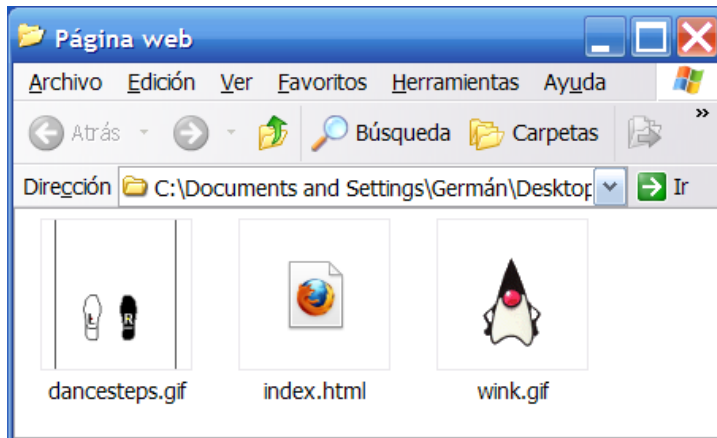 Página web
Archivo Edición Ver Favoritos Herramientas Ayuda
Atrás Búsqueda Carpetas »
Dirección C:\Documents and Settings\Germán\Desktop Ir
L R
dancesteps.gif index.html wink.gif